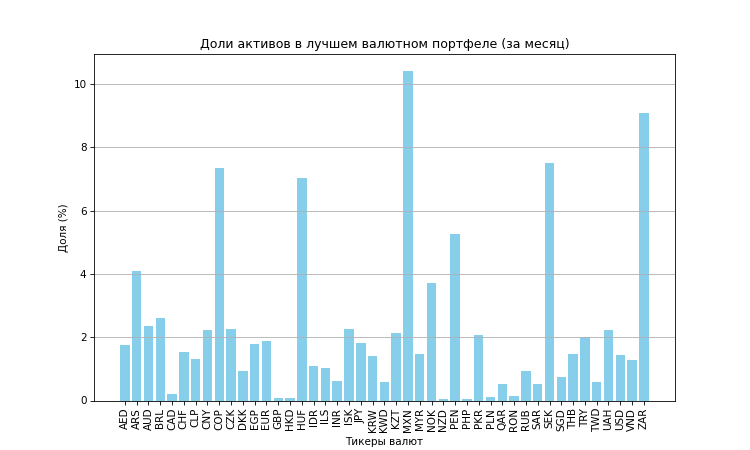 Доли активов в лучшем валютном портфеле (за месяц)
Доля (%)
10
8
6
4
2
0
AED ARS AUD BRL CAD CHF CLP CNY COP CZK DKK EGP EUR GBP HKD HUF IDR ILS INR ISK JPY KRW KWD KZT MXN MYR NOK NZD PEN PHP PKR PLN QAR RON RUB SAR SEK SGD THB TRY TWD UAH USD VND ZAR
Тикеры валют